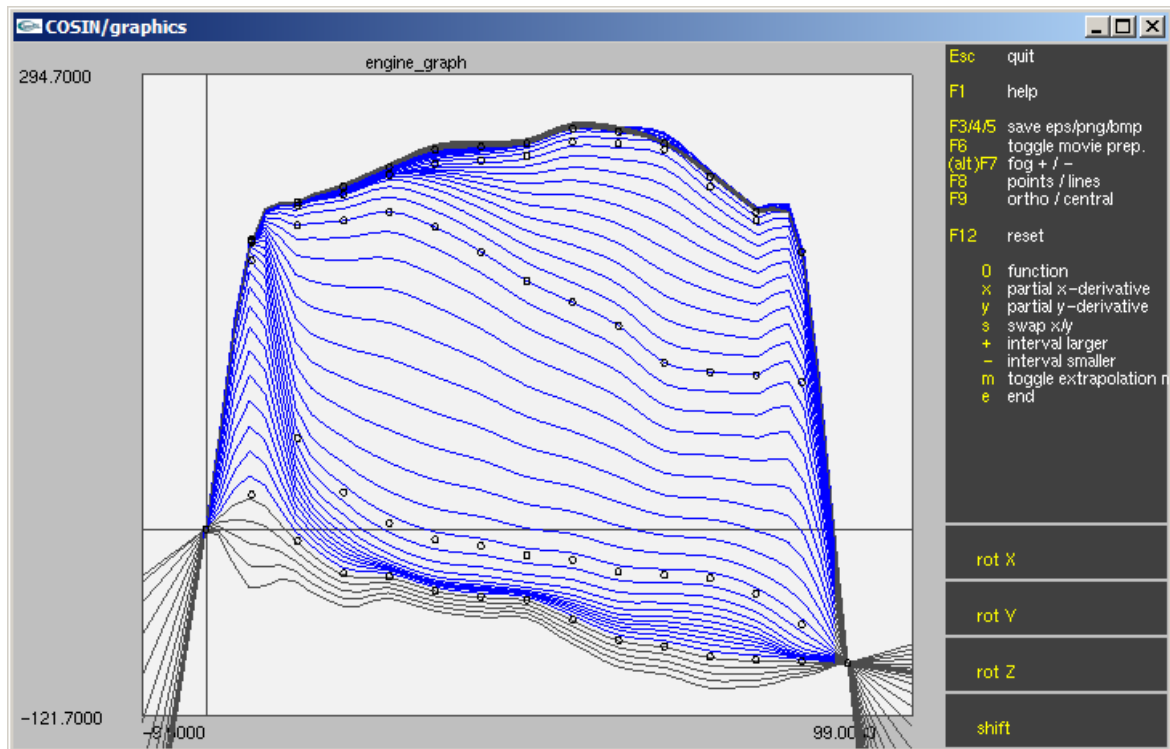 COSIN/graphics
engine_graph
294.7000
-121.7000
Esc quit
F1 help
F3/4/5 save eps/png/bmp
F6 toggle movie prep.
(alt)F7 fog + / -
F8 points / lines
F9 ortho / central
F12 reset
0 function
x partial x-derivative
y partial y-derivative
s swap x/y
+ interval larger
- interval smaller
m toggle extrapolation m
e end
rot X
rot Y
rot Z
shift